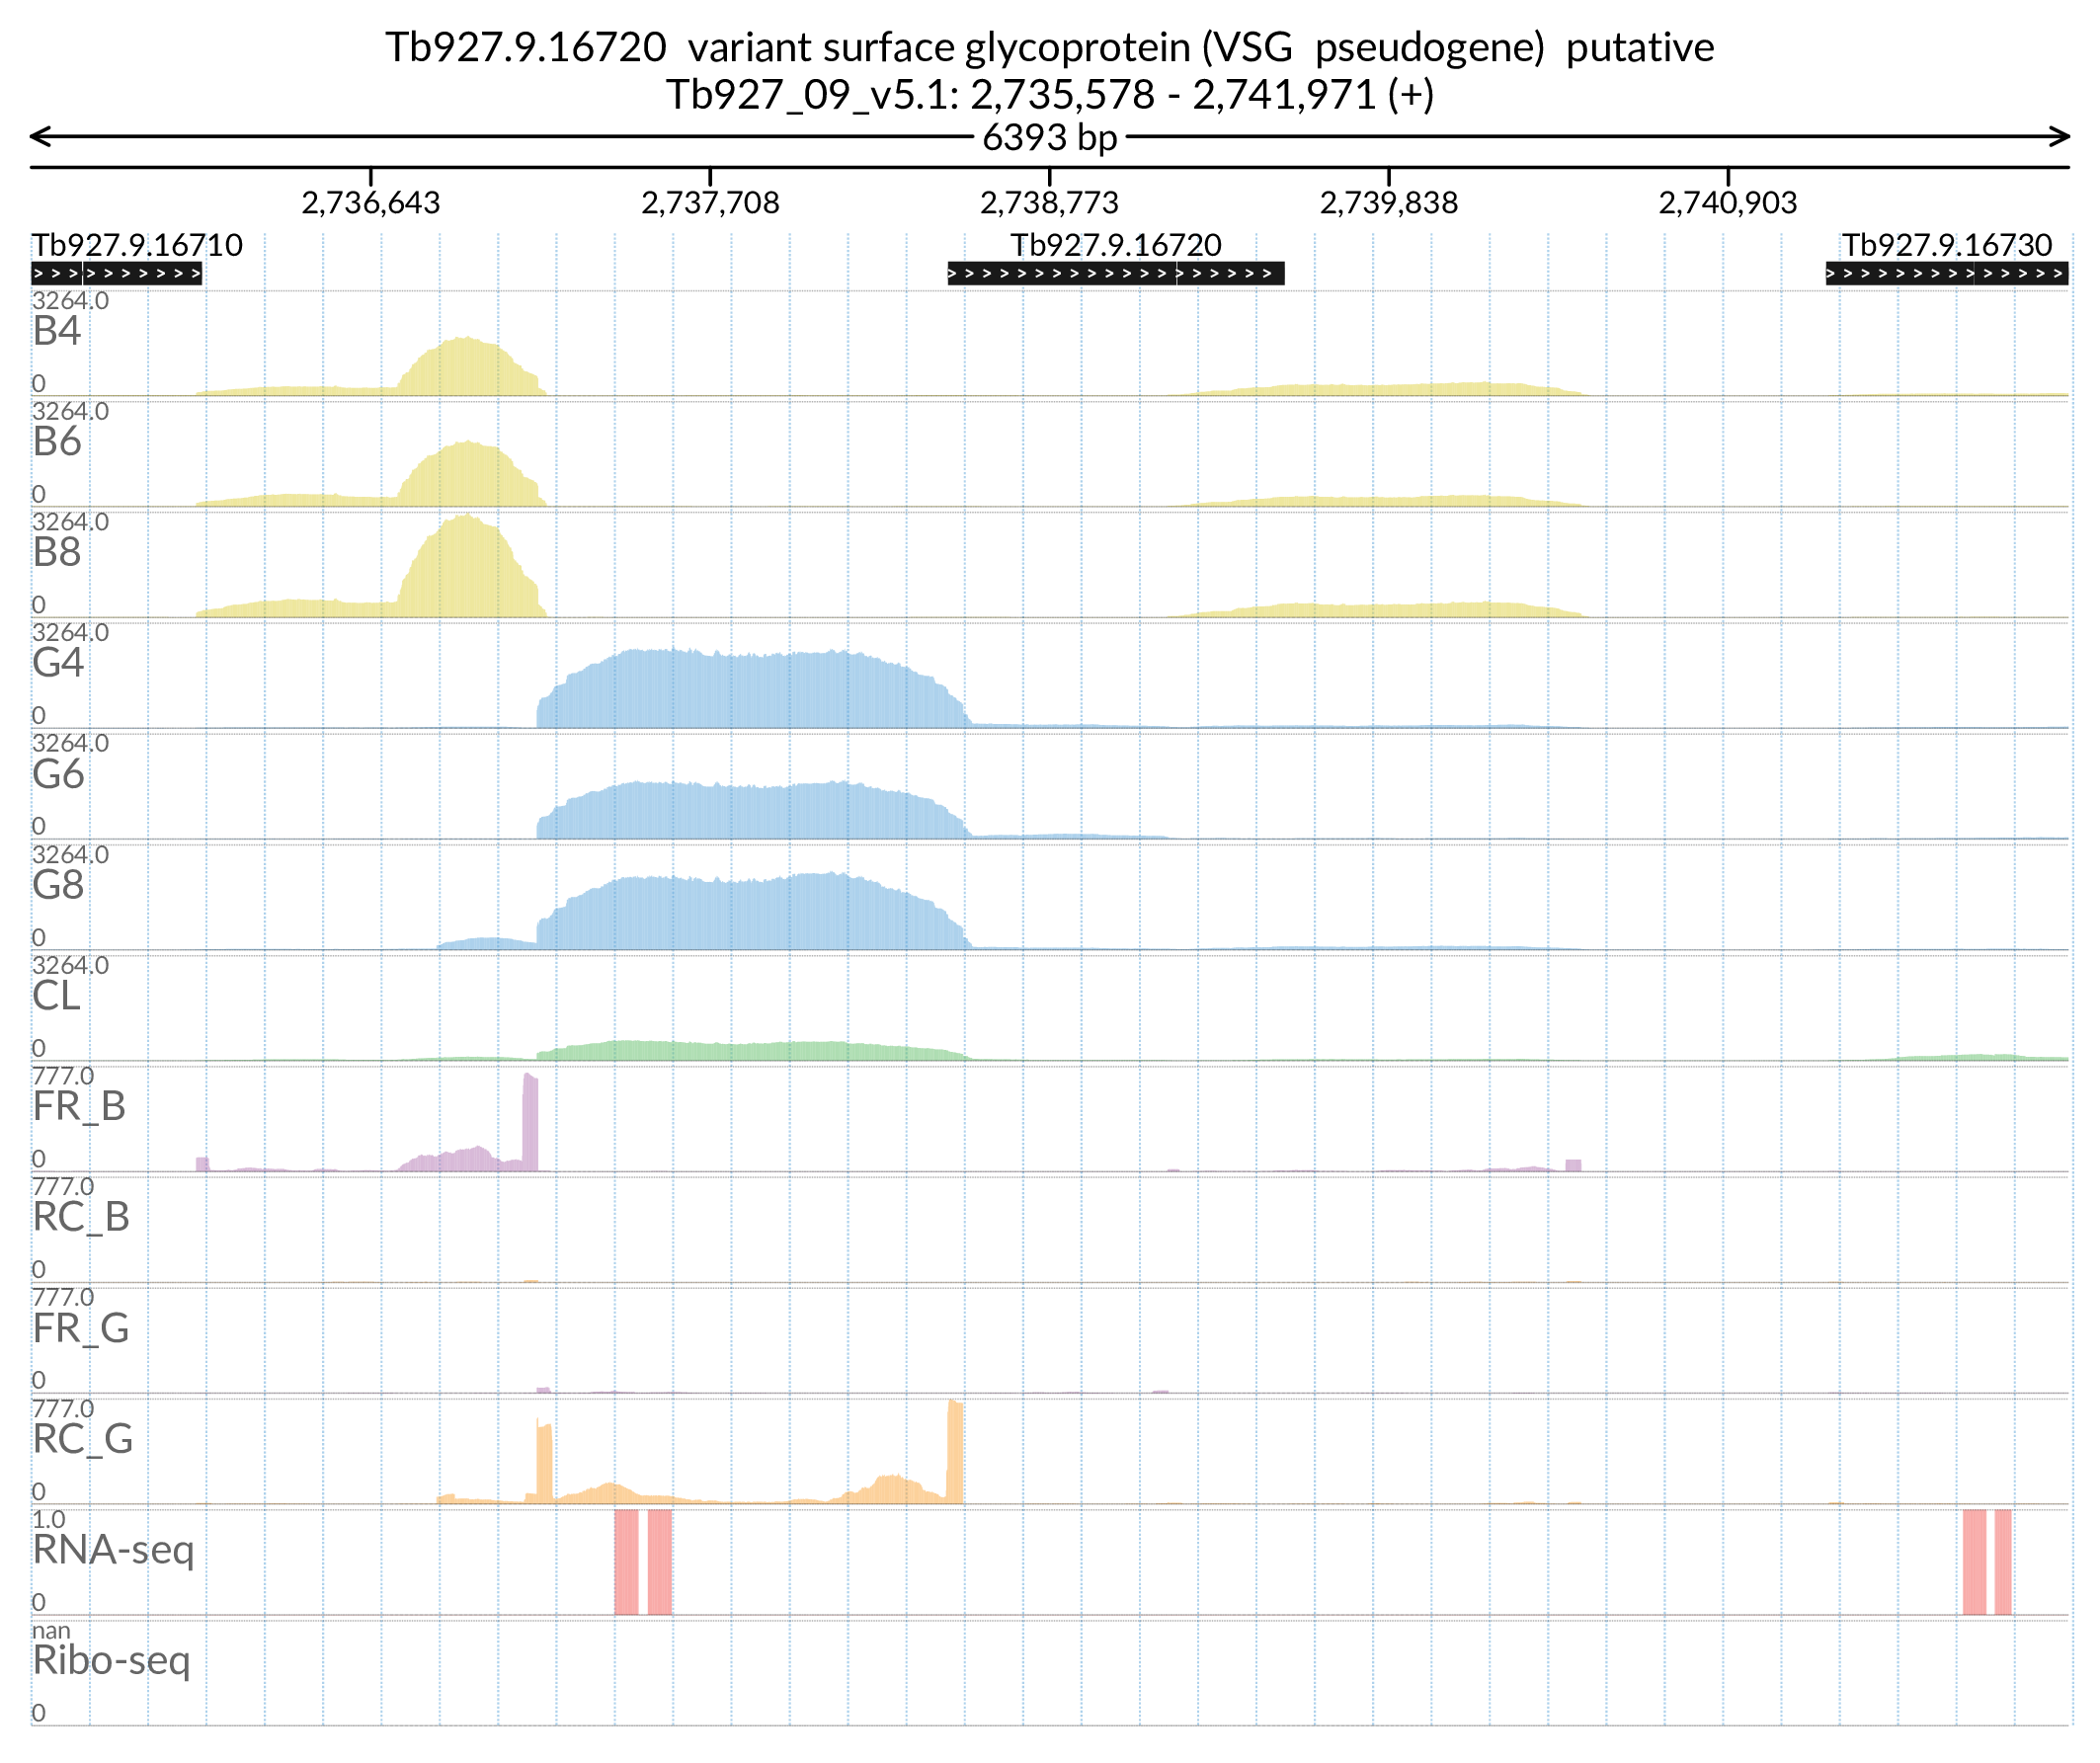 Tb927.9.16720 variant surface glycoprotein (VSG pseudogene) putative
Tb927_09_v5.1: 2,735,578 - 2,741,971 (+)
6393 bp
2,736,643 2,737,708 2,738,773 2,739,838 2,740,903
Tb927.9.16710 Tb927.9.16720 Tb927.9.16730
3264.0
B4
0
3264.0
B6
0
3264.0
B8
0
3264.0
G4
0
3264.0
G6
0
3264.0
G8
0
3264.0
CL
0
777.0
FR_B
0
777.0
RC_B
0
777.0
FR_G
0
777.0
RC_G
0
1.0
RNA-seq
0
nan
Ribo-seq
0